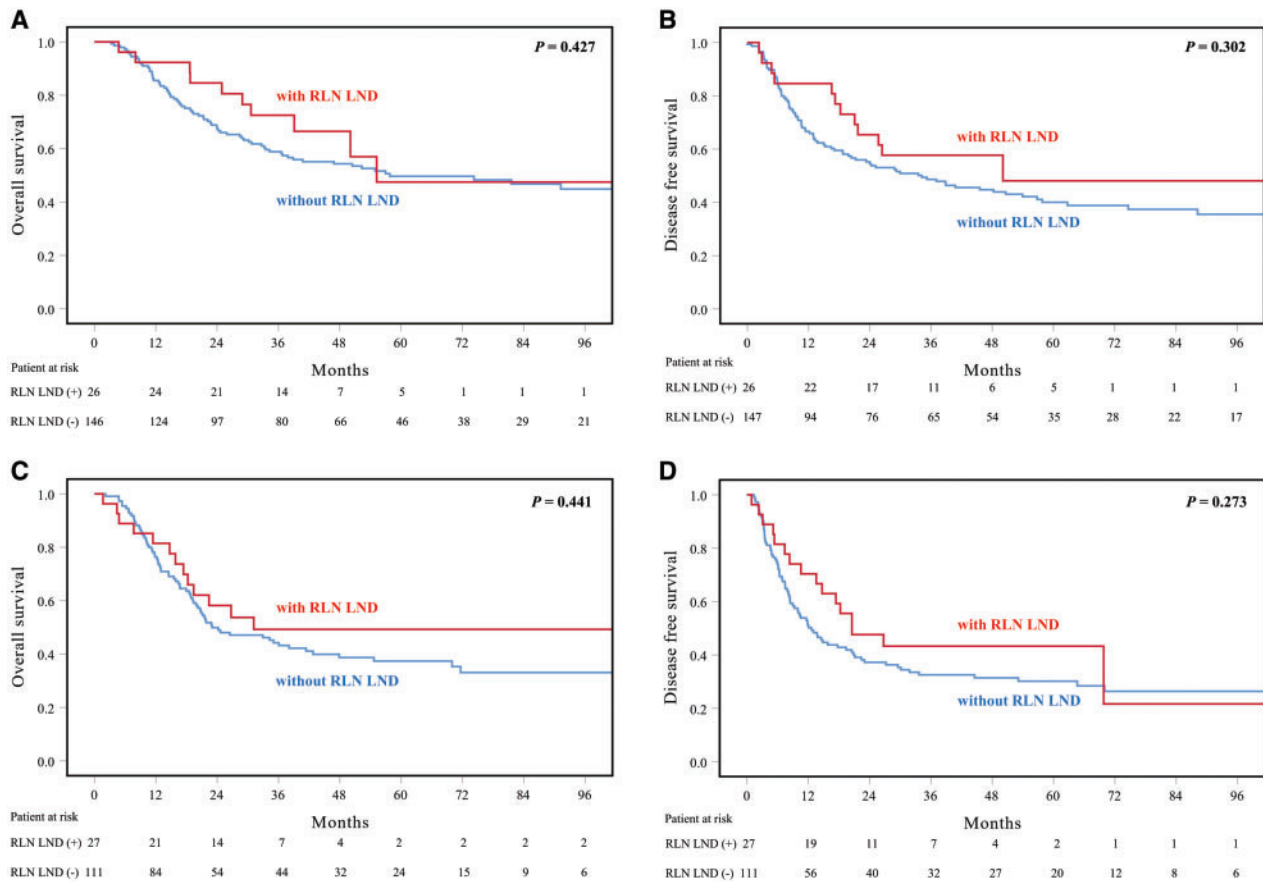 A
P = 0.427
1.0
0.8
0.6
0.4
0.2
0.0
Overall survival
with RLN LND
without RLN LND
0 12 24 36 48 60 72 84 96
Patient at risk
Months
RLN LND (+) 26 24 21 14 7 5 1 1 1
RLN LND (-) 146 124 97 80 66 46 38 29 21
B
P = 0.302
1.0
0.8
0.6
0.4
0.2
0.0
Disease free survival
with RLN LND
without RLN LND
0 12 24 36 48 60 72 84 96
Patient at risk
Months
RLN LND (+) 26 22 17 11 6 5 1 1 1
RLN LND (-) 147 94 76 65 54 35 28 22 17
C
P = 0.441
1.0
0.8
0.6
0.4
0.2
0.0
Overall survival
with RLN LND
without RLN LND
0 12 24 36 48 60 72 84 96
Patient at risk
Months
RLN LND (+) 27 21 14 7 4 2 2 2 2
RLN LND (-) 111 84 54 44 32 24 15 9 6
D
P = 0.273
1.0
0.8
0.6
0.4
0.2
0.0
Disease free survival
with RLN LND
without RLN LND
0 12 24 36 48 60 72 84 96
Patient at risk
Months
RLN LND (+) 27 19 11 7 4 2 1 1 1
RLN LND (-) 111 56 40 32 27 20 12 8 6